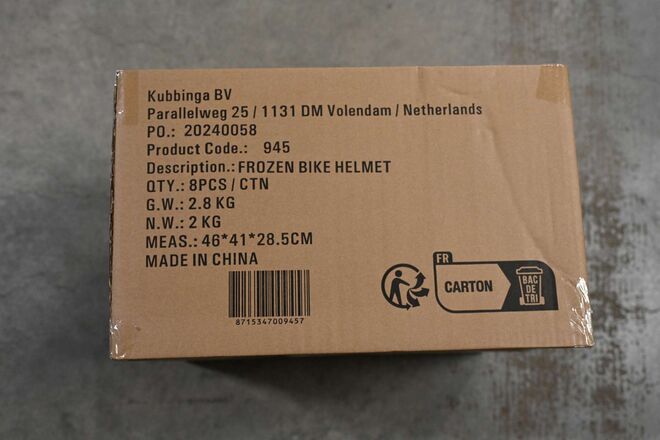 Kubbinga BV
Parallelweg 25 / 1131 DM Volendam / Netherlands
PO.: 20240058
Product Code.: 945
Description.: FROZEN BIKE HELMET
QTY.: 8PCS / CTN
G.W.: 2.8 KG
N.W.: 2 KG
MEAS.: 46*41*28.5CM
MADE IN CHINA
8715347009457
FR
CARTON
BAC
DE
TRI